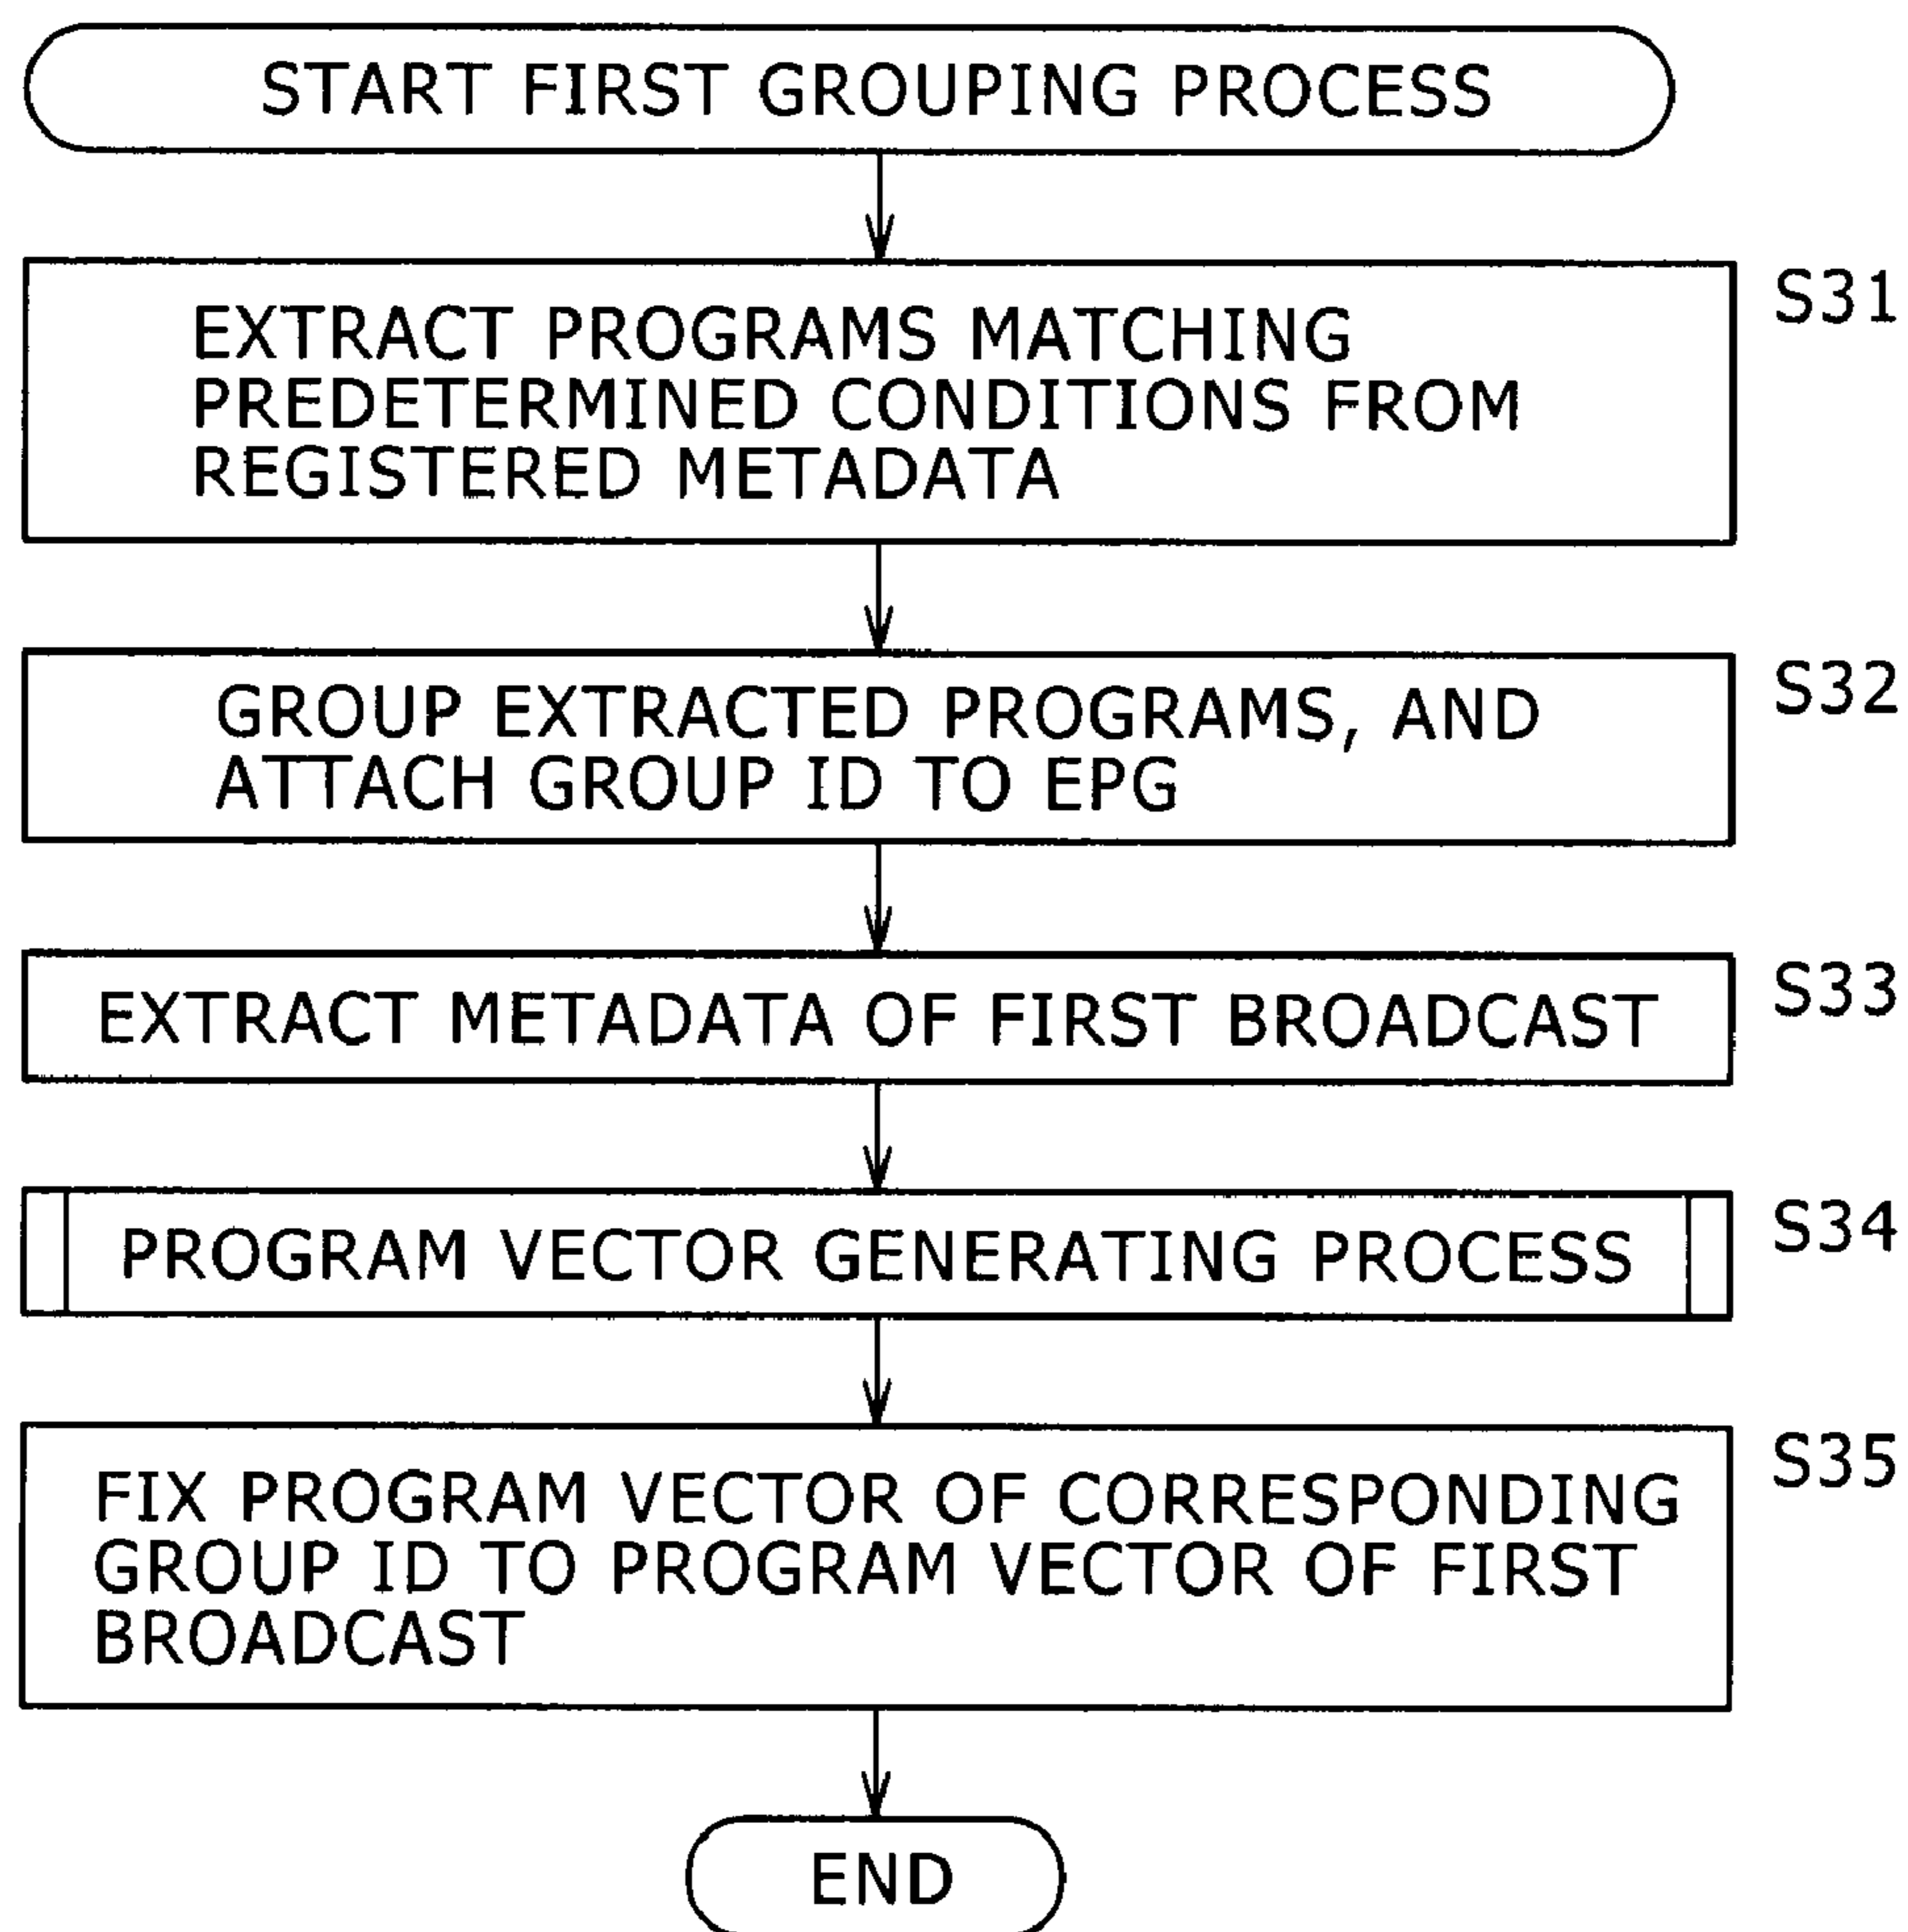 START FIRST GROUPING PROCESS
S31
EXTRACT PROGRAMS MATCHING
PREDETERMINED CONDITIONS FROM
REGISTERED METADATA
S32
GROUP EXTRACTED PROGRAMS, AND
ATTACH GROUP ID TO EPG
S33
EXTRACT METADATA OF FIRST BROADCAST
S34
PROGRAM VECTOR GENERATING PROCESS
S35
FIX PROGRAM VECTOR OF CORRESPONDING
GROUP ID TO PROGRAM VECTOR OF FIRST
BROADCAST
END